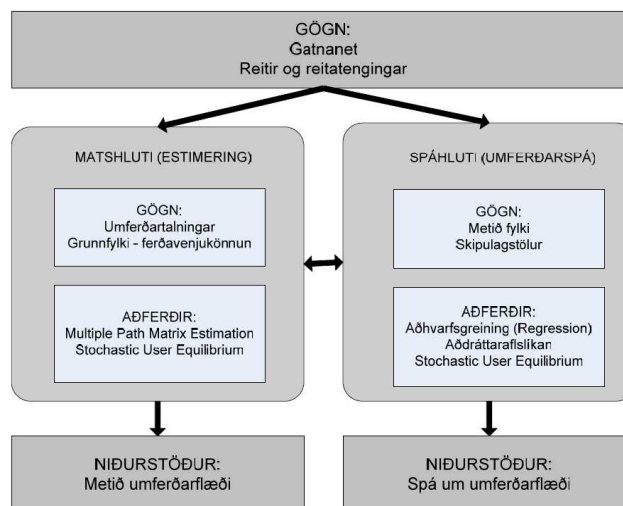 GÖGN:
Gatnanet
Reitir og reitatengingar
MATSHLUTI (ESTIMERING)
GÖGN:
Umferðartalningar
Grunnfylki - ferðavenjukönnun
AÐFERÐIR:
Multiple Path Matrix Estimation
Stochastic User Equilibrium
SPÁHLUTI (UMFERÐARSPÁ)
GÖGN:
Metið fylki
Skipulagstölur
AÐFERÐIR:
Aðhvarfsgreining (Regression)
Aðdráttaraflslíkan
Stochastic User Equilibrium
NIÐURSTÖÐUR:
Metið umferðarflæði
NIÐURSTÖÐUR:
Spá um umferðarflæði